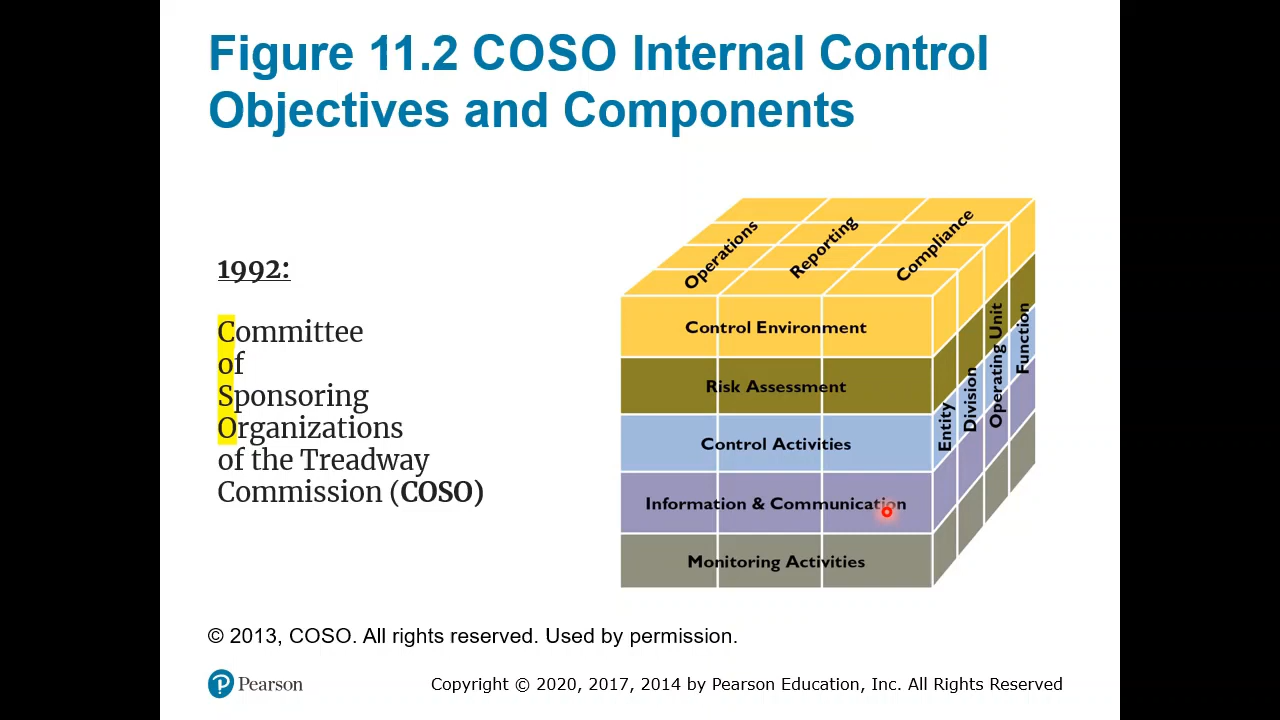 Figure 11.2 COSO Internal Control
Objectives and Components
1992:
Committee
of
Sponsoring
Organizations
of the Treadway
Commission (COSO)
Operations
Reporting
Compliance
Control Environment
Risk Assessment
Control Activities
Information & Communication
Monitoring Activities
Entity
Division
Operating Unit
Function
© 2013, COSO. All rights reserved. Used by permission.
Pearson
Copyright © 2020, 2017, 2014 by Pearson Education, Inc. All Rights Reserved